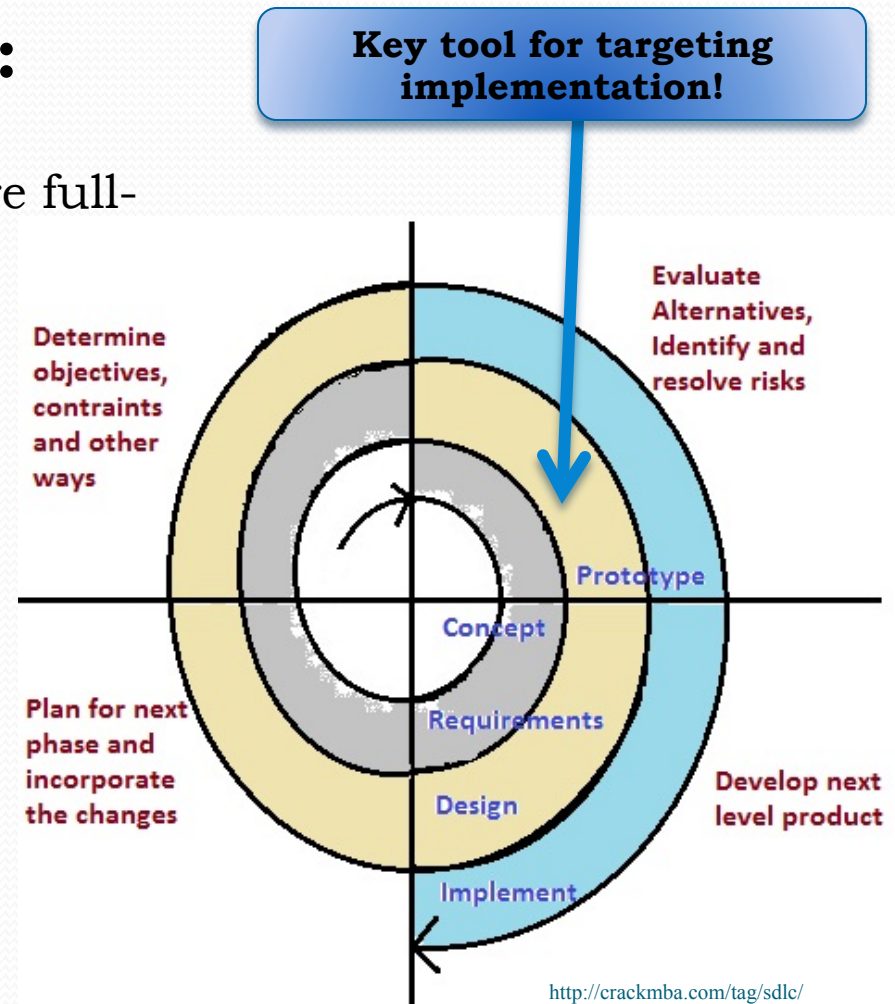 :
Key tool for targeting
implementation!
e full-
Evaluate
Alternatives,
Identify and
resolve risks
Determine
objectives,
contraints
and other
ways
Prototype
Concept
Plan for next
phase and
incorporate
the changes
Requirements
Design
Develop next
level product
Implement
http://crackmba.com/tag/sdlc/